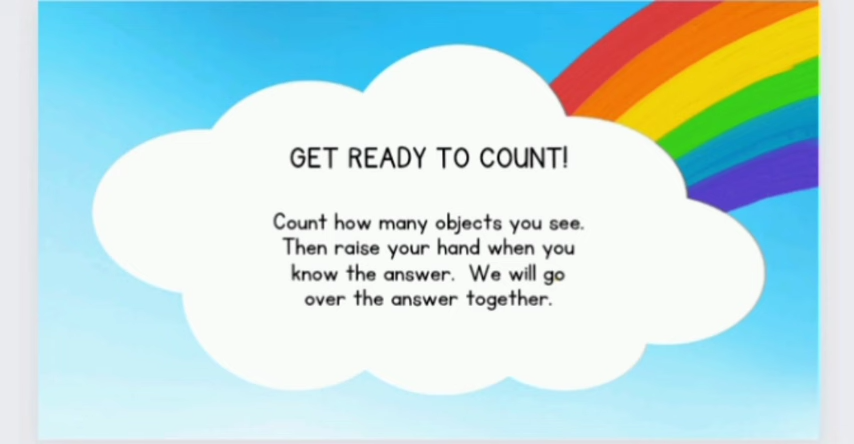 GET READY TO COUNT!
Count how many objects you see.
Then raise your hand when you
know the answer. We will go
over the answer together.